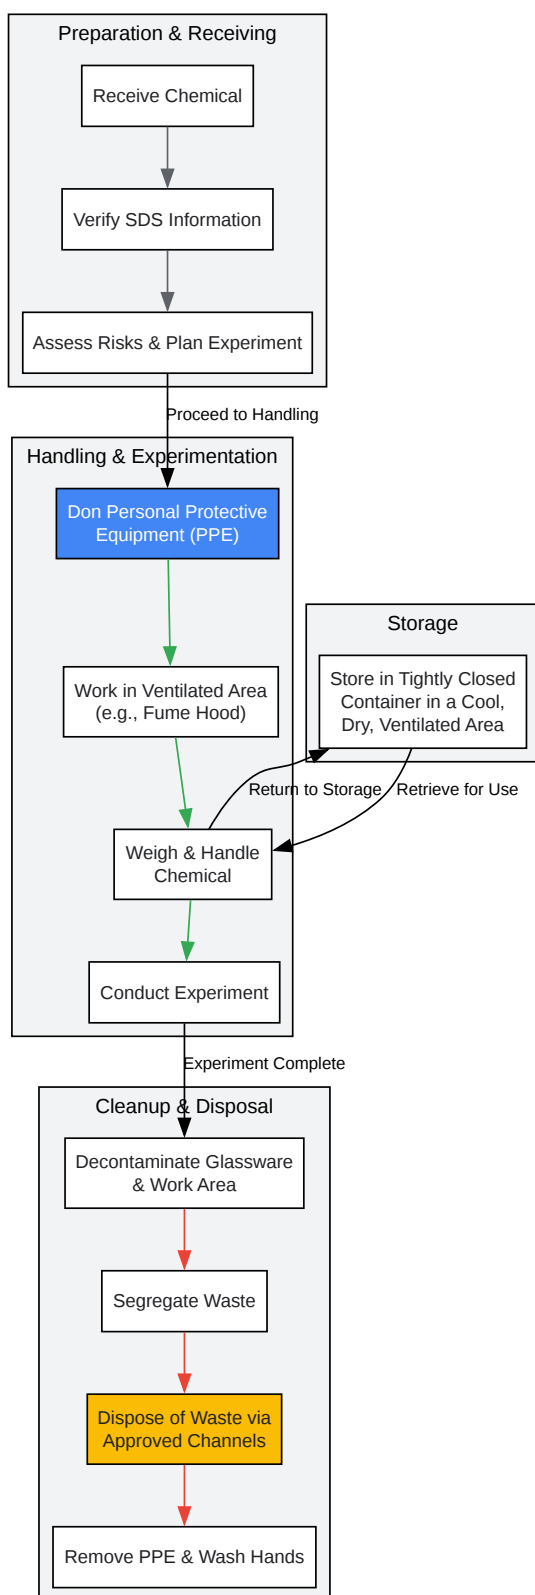 Preparation & Receiving
Receive Chemical
Verify SDS Information
Assess Risks & Plan Experiment
Proceed to Handling
Handling & Experimentation
Don Personal Protective
Equipment (PPE)
Work in Ventilated Area
(e.g., Fume Hood)
Storage
Store in Tightly Closed
Container in a Cool,
Dry, Ventilated Area
Return to Storage
Retrieve for Use
Weigh & Handle
Chemical
Conduct Experiment
Experiment Complete
Cleanup & Disposal
Decontaminate Glassware
& Work Area
Segregate Waste
Dispose of Waste via
Approved Channels
Remove PPE & Wash Hands